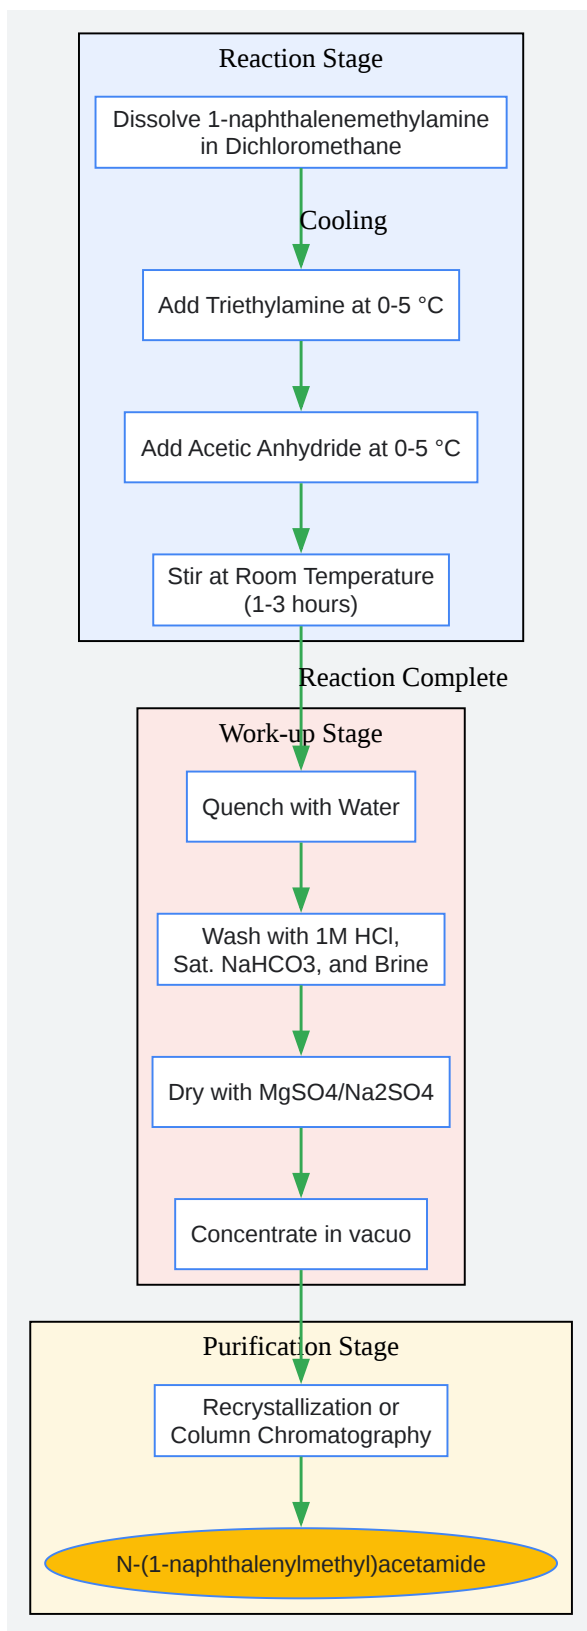 Reaction Stage
Dissolve 1-naphthalenemethylamine
in Dichloromethane
Cooling
Add Triethylamine at 0-5 °C
Add Acetic Anhydride at 0-5 °C
Stir at Room Temperature
(1-3 hours)
Reaction Complete
Work-up Stage
Quench with Water
Wash with 1M HCl,
Sat. NaHCO3, and Brine
Dry with MgSO4/Na2SO4
Concentrate in vacuo
Purification Stage
Recrystallization or
Column Chromatography
N-(1-naphthalenylmethyl)acetamide